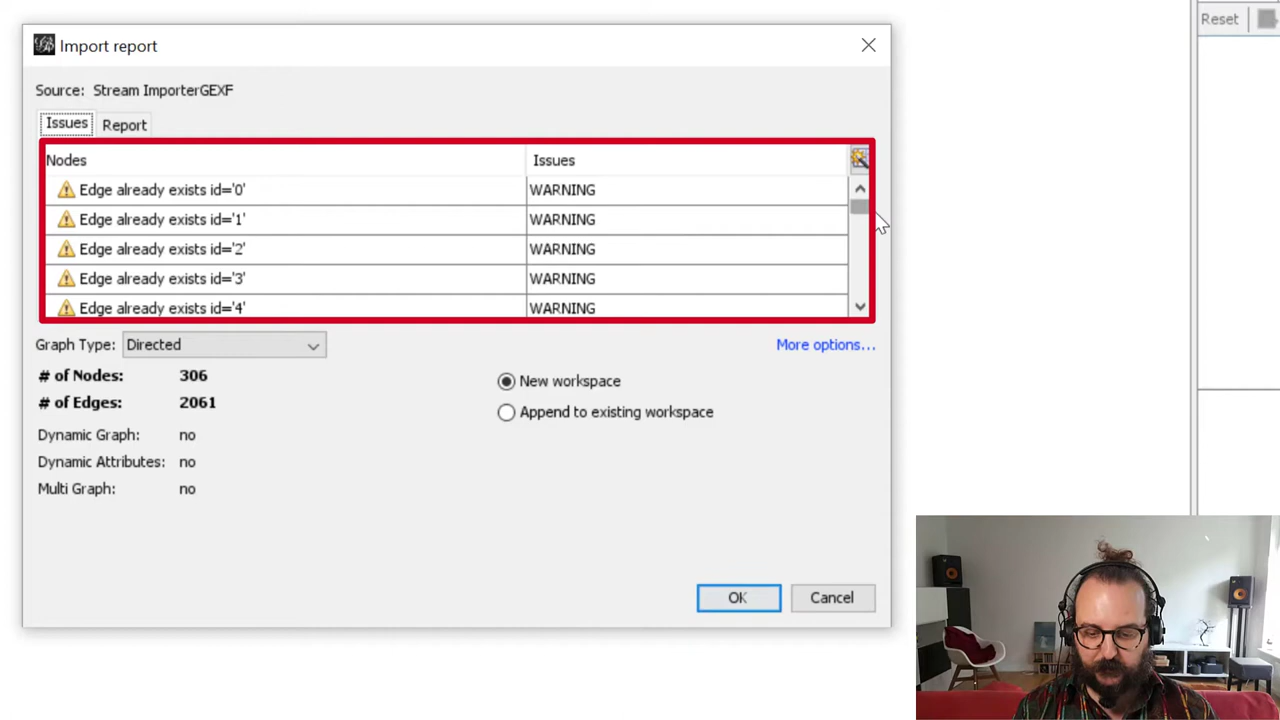 Reset
Import report
Source: Stream ImporterGEXF
Issues Report
Nodes Issues
Edge already exists id='0' WARNING
Edge already exists id='1' WARNING
Edge already exists id='2' WARNING
Edge already exists id='3' WARNING
Edge already exists id='4' WARNING
Graph Type: Directed More options...
# of Nodes: 306
New workspace
# of Edges: 2061
Append to existing workspace
Dynamic Graph: no
Dynamic Attributes: no
Multi Graph: no
OK Cancel